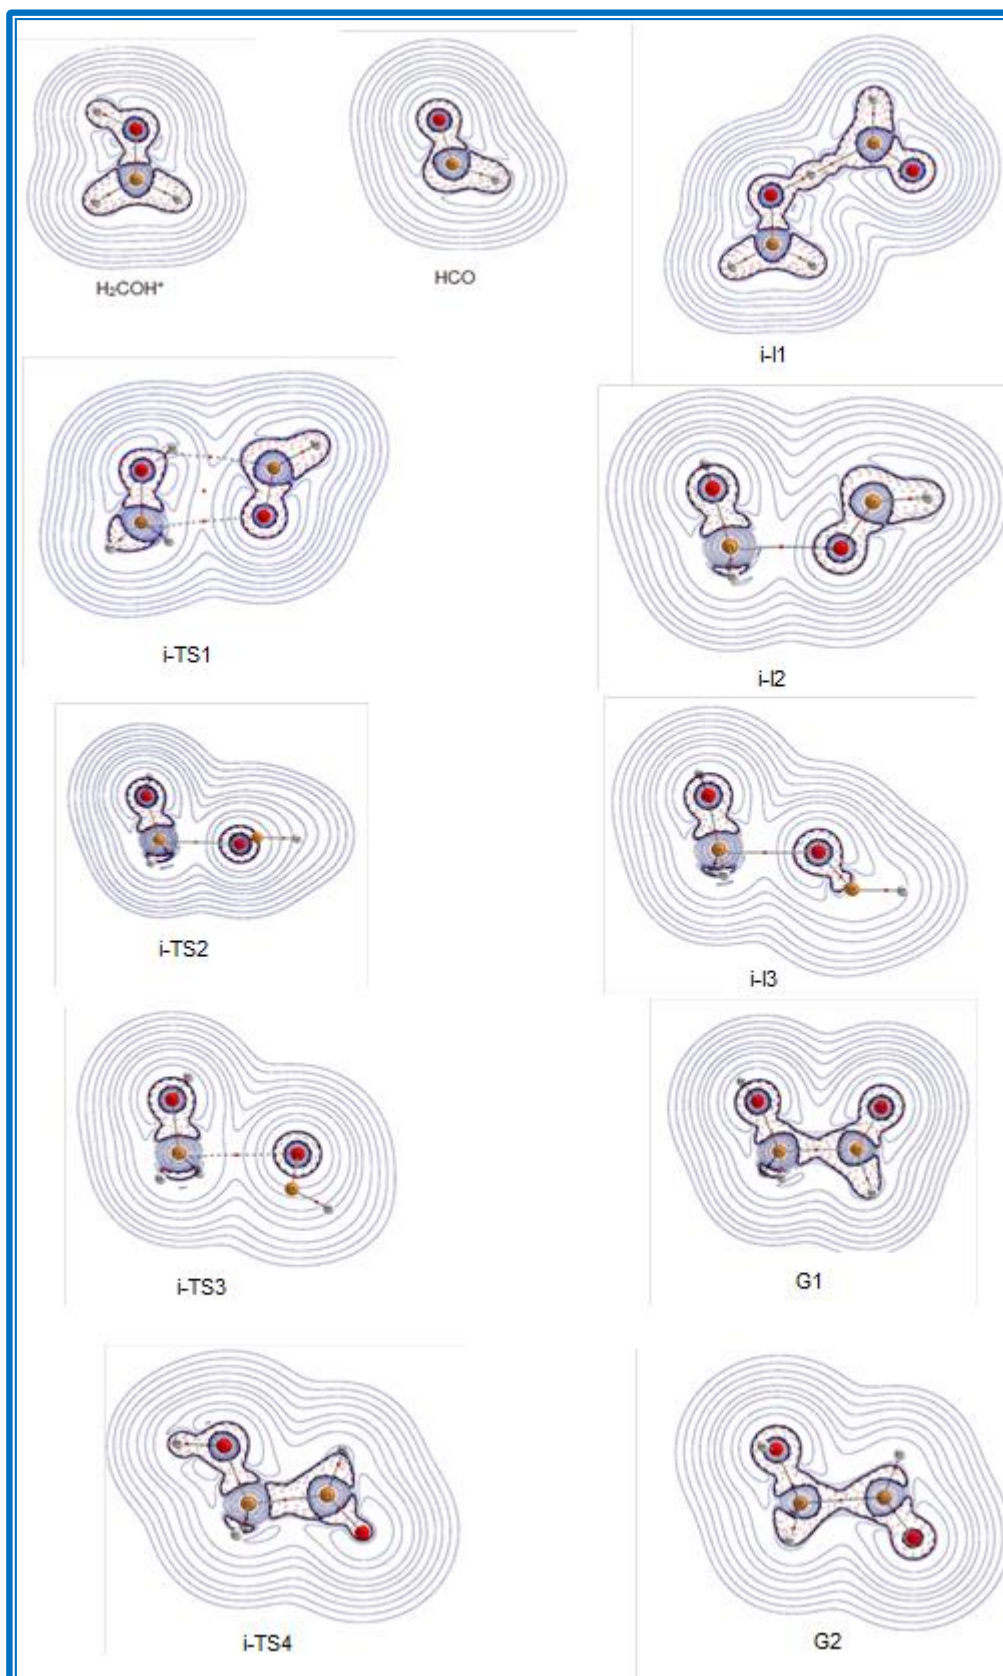 H₂COH⁺
HCO
i-I1
i-TS1
i-I2
i-TS2
i-I3
i-TS3
G1
i-TS4
G2